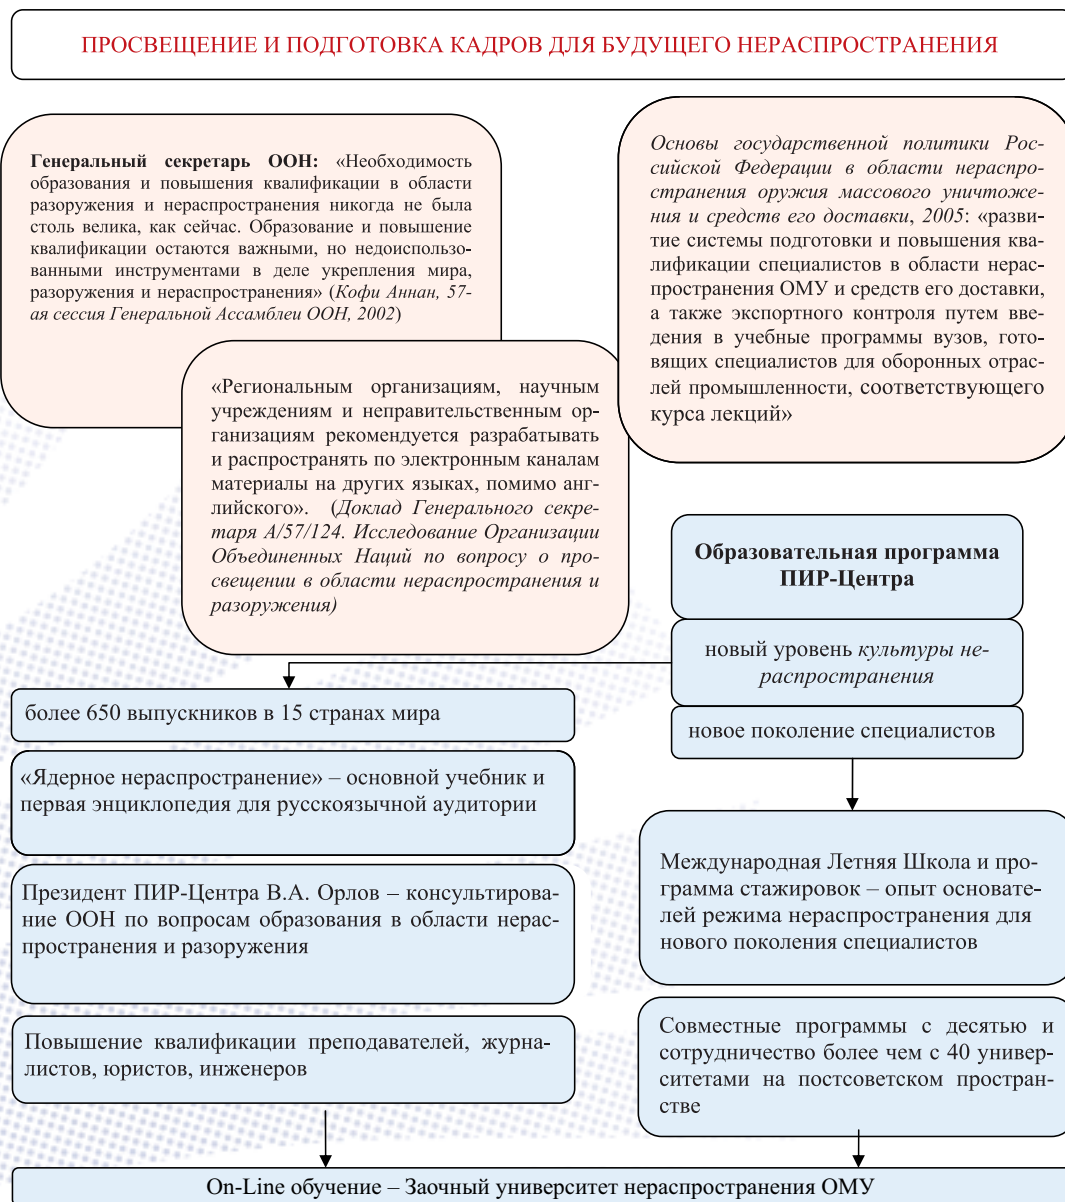 ПРОСВЕЩЕНИЕ И ПОДГОТОВКА КАДРОВ ДЛЯ БУДУЩЕГО НЕРАСПРОСТРАНЕНИЯ
Генеральный секретарь ООН: «Необходимость
образования и повышения квалификации в области
разоружения и нераспространения никогда не была
столь велика, как сейчас. Образование и повышение
квалификации остаются важными, но недоиспользо-
ванными инструментами в деле укрепления мира,
разоружения и нераспространения» (Кофи Аннан, 57-
ая сессия Генеральной Ассамблеи ООН, 2002)
Основы государственной политики Рос-
сийской Федерации в области нераспро-
странения оружия массового уничтоже-
ния и средств его доставки, 2005: «разви-
тие системы подготовки и повышения ква-
лификации специалистов в области нерас-
пространения ОМУ и средств его доставки,
а также экспортного контроля путем вве-
дения в учебные программы вузов, гото-
вящих специалистов для оборонных отрас-
лей промышленности, соответствующего
курса лекций»
«Региональным организациям, научным
учреждениям и неправительственным ор-
ганизациям рекомендуется разрабатывать
и распространять по электронным каналам
материалы на других языках, помимо анг-
лийского». (Доклад Генерального секре-
таря А/57/124. Исследование Организации
Объединенных Наций по вопросу о про-
свещении в области нераспространения и
разоружения)
Образовательная программа
ПИР-Центра
новый уровень культуры не-
распространения
новое поколение специалистов
более 650 выпускников в 15 странах мира
«Ядерное нераспространение» – основной учебник и
первая энциклопедия для русскоязычной аудитории
Президент ПИР-Центра В.А. Орлов – консультирова-
ние ООН по вопросам образования в области нерас-
пространения и разоружения
Повышение квалификации преподавателей, журна-
листов, юристов, инженеров
Международная Летняя Школа и про-
грамма стажировок – опыт основате-
лей режима нераспространения для
нового поколения специалистов
Совместные программы с десятью и
сотрудничество более чем с 40 универ-
ситетами на постсоветском простран-
стве
On-Line обучение – Заочный университет нераспространения ОМУ